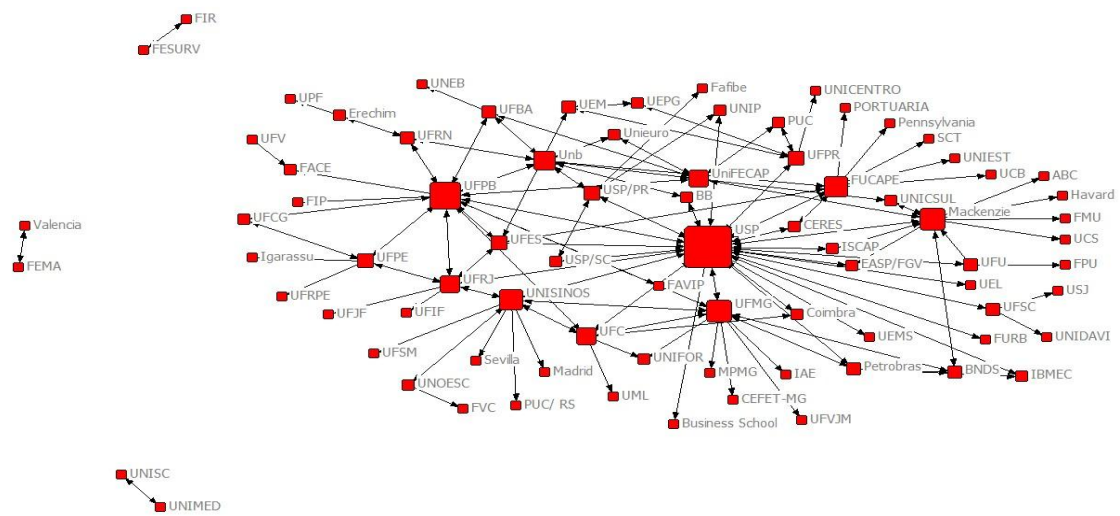 FIR
FESURV
UNEB
Fafibe
UNICENTRO
UPF
UFBA
UEM
UEPG
UNIP
PORTUARIA
Erechim
PUC
Pennsylvania
UFV
UFRN
Unieuro
SCT
FACE
Unb
UFPR
UNIEST
UniFECAP
FUCAPE
UCB
ABC
FIP
UFPB
USP/PR
BB
UNICSUL
Havard
Valencia
UFCG
Mackenzie
FMU
USP
CERES
UFES
UCS
FEMA
Igarassu
UFPE
USP/SC
ISCAP
EASP/FGV
UFU
FPU
UFRJ
FAVIP
UEL
UFRPE
UNISINOS
USJ
UFJF
UFIF
UFMG
Coimbra
UFSC
UFC
UEMS
FURB
UNIDAVI
UFSM
Sevilla
Madrid
UNIFOR
MPMG
IAE
Petrobras
BNDS
IBMEC
UNOESC
UML
CEFET-MG
FVC
PUC/ RS
Business School
UFVJM
UNISC
UNIMED